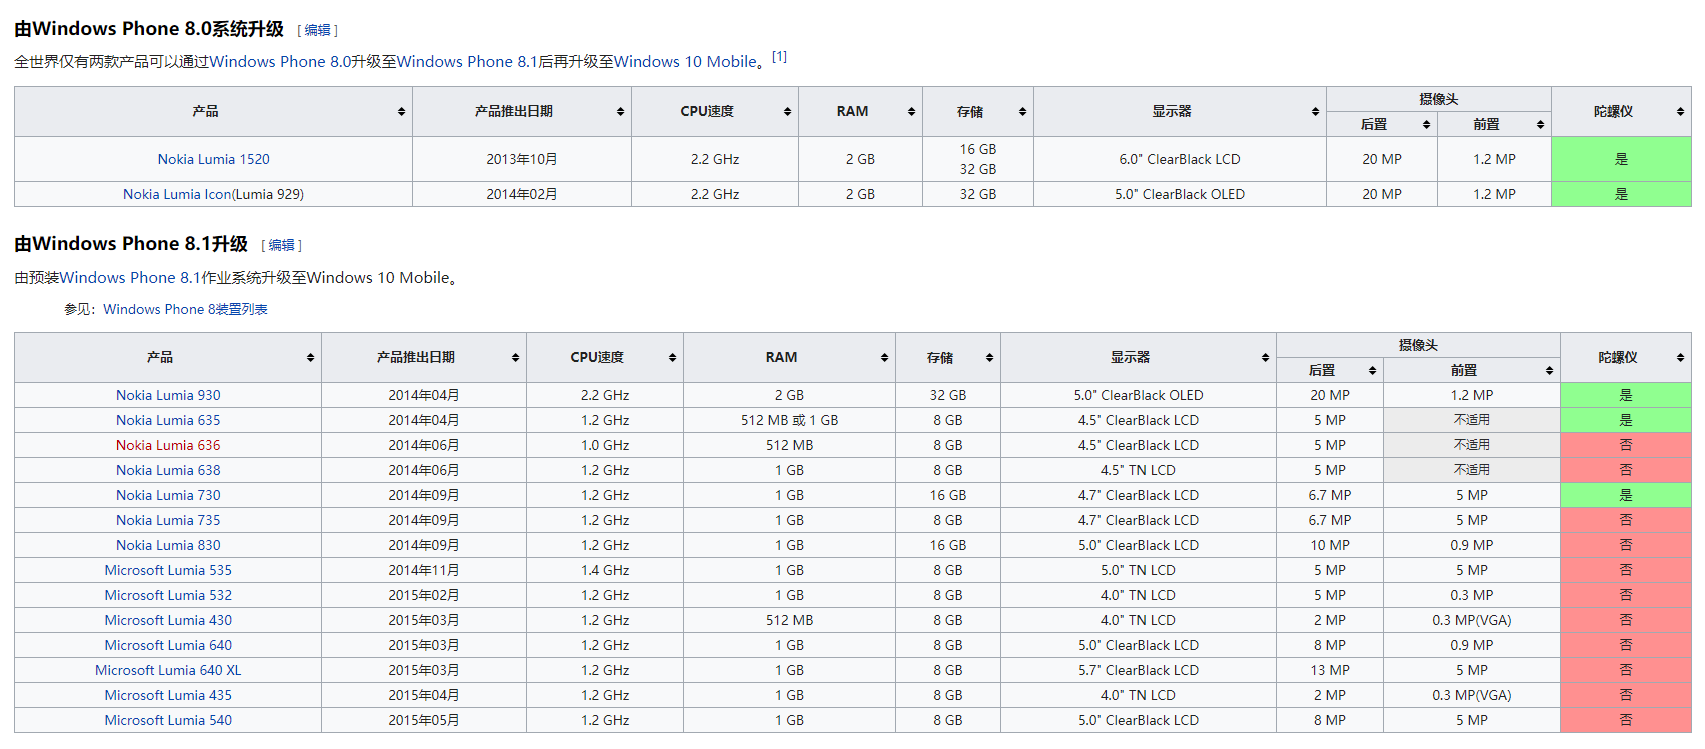 由Windows Phone 8.0系统升级 [ 编辑 ]
全世界仅有两款产品可以通过Windows Phone 8.0升级至Windows Phone 8.1后再升级至Windows 10 Mobile。[1]
产品 产品推出日期 CPU速度 RAM 存储 显示器 摄像头 陀螺仪
后置 前置
Nokia Lumia 1520 2013年10月 2.2 GHz 2 GB 16 GB 6.0" ClearBlack LCD 20 MP 1.2 MP 是
32 GB
Nokia Lumia Icon(Lumia 929) 2014年02月 2.2 GHz 2 GB 32 GB 5.0" ClearBlack OLED 20 MP 1.2 MP 是
由Windows Phone 8.1升级 [ 编辑 ]
由预装Windows Phone 8.1作业系统升级至Windows 10 Mobile。
参见：Windows Phone 8装置列表
产品 产品推出日期 CPU速度 RAM 存储 显示器 摄像头 陀螺仪
后置 前置
Nokia Lumia 930 2014年04月 2.2 GHz 2 GB 32 GB 5.0" ClearBlack OLED 20 MP 1.2 MP 是
Nokia Lumia 635 2014年04月 1.2 GHz 512 MB 或 1 GB 8 GB 4.5" ClearBlack LCD 5 MP 不适用 是
Nokia Lumia 636 2014年06月 1.0 GHz 512 MB 8 GB 4.5" ClearBlack LCD 5 MP 不适用 否
Nokia Lumia 638 2014年06月 1.2 GHz 1 GB 8 GB 4.5" TN LCD 5 MP 不适用 否
Nokia Lumia 730 2014年09月 1.2 GHz 1 GB 16 GB 4.7" ClearBlack LCD 6.7 MP 5 MP 是
Nokia Lumia 735 2014年09月 1.2 GHz 1 GB 8 GB 4.7" ClearBlack LCD 6.7 MP 5 MP 否
Nokia Lumia 830 2014年09月 1.2 GHz 1 GB 16 GB 5.0" ClearBlack LCD 10 MP 0.9 MP 否
Microsoft Lumia 535 2014年11月 1.4 GHz 1 GB 8 GB 5.0" TN LCD 5 MP 5 MP 否
Microsoft Lumia 532 2015年02月 1.2 GHz 1 GB 8 GB 4.0" TN LCD 5 MP 0.3 MP 否
Microsoft Lumia 430 2015年03月 1.2 GHz 512 MB 8 GB 4.0" TN LCD 2 MP 0.3 MP(VGA) 否
Microsoft Lumia 640 2015年03月 1.2 GHz 1 GB 8 GB 5.0" ClearBlack LCD 8 MP 0.9 MP 否
Microsoft Lumia 640 XL 2015年03月 1.2 GHz 1 GB 8 GB 5.7" ClearBlack LCD 13 MP 5 MP 否
Microsoft Lumia 435 2015年04月 1.2 GHz 1 GB 8 GB 4.0" TN LCD 2 MP 0.3 MP(VGA) 否
Microsoft Lumia 540 2015年05月 1.2 GHz 1 GB 8 GB 5.0" ClearBlack LCD 8 MP 5 MP 否